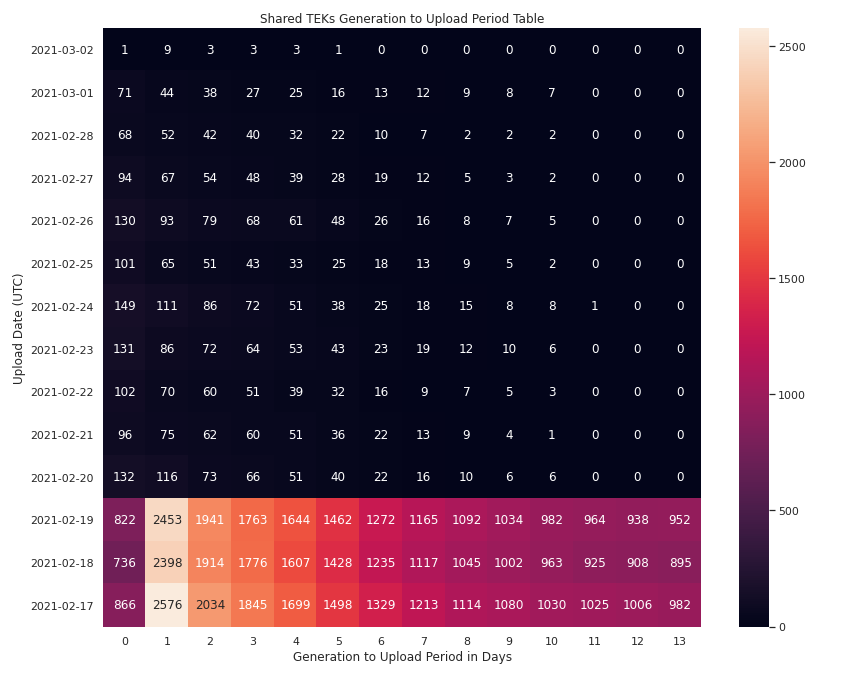 Shared TEKs Generation to Upload Period Table
2021-03-02 1 9 3 3 3 1 0 0 0 0 0 0 0 0
2021-03-01 71 44 38 27 25 16 13 12 9 8 7 0 0 0
2021-02-28 68 52 42 40 32 22 10 7 2 2 2 0 0 0
2021-02-27 94 67 54 48 39 28 19 12 5 3 2 0 0 0
2021-02-26 130 93 79 68 61 48 26 16 8 7 5 0 0 0
2021-02-25 101 65 51 43 33 25 18 13 9 5 2 0 0 0
2021-02-24 149 111 86 72 51 38 25 18 15 8 8 1 0 0
2021-02-23 131 86 72 64 53 43 23 19 12 10 6 0 0 0
2021-02-22 102 70 60 51 39 32 16 9 7 5 3 0 0 0
2021-02-21 96 75 62 60 51 36 22 13 9 4 1 0 0 0
2021-02-20 132 116 73 66 51 40 22 16 10 6 6 0 0 0
2021-02-19 822 2453 1941 1763 1644 1462 1272 1165 1092 1034 982 964 938 952
2021-02-18 736 2398 1914 1776 1607 1428 1235 1117 1045 1002 963 925 908 895
2021-02-17 866 2576 2034 1845 1699 1498 1329 1213 1114 1080 1030 1025 1006 982
0 1 2 3 4 5 6 7 8 9 10 11 12 13
Generation to Upload Period in Days
Upload Date (UTC)
2500
2000
1500
1000
500
0